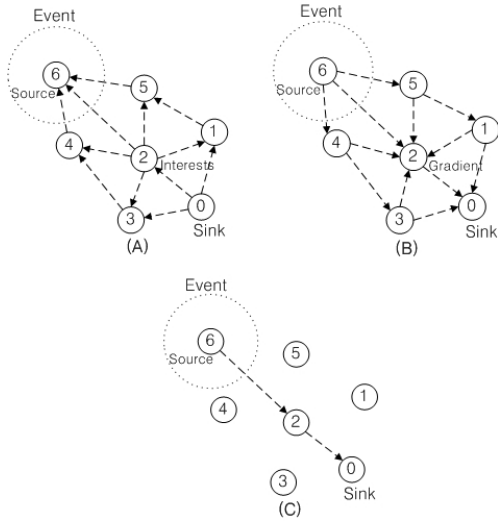 Event
6
Source
5
4
2
1
Interests
3
0
Sink
(A)
Event
6
Source
5
4
2
1
Gradient
3
0
Sink
(B)
Event
6
Source
5
4
2
1
3
0
Sink
(C)